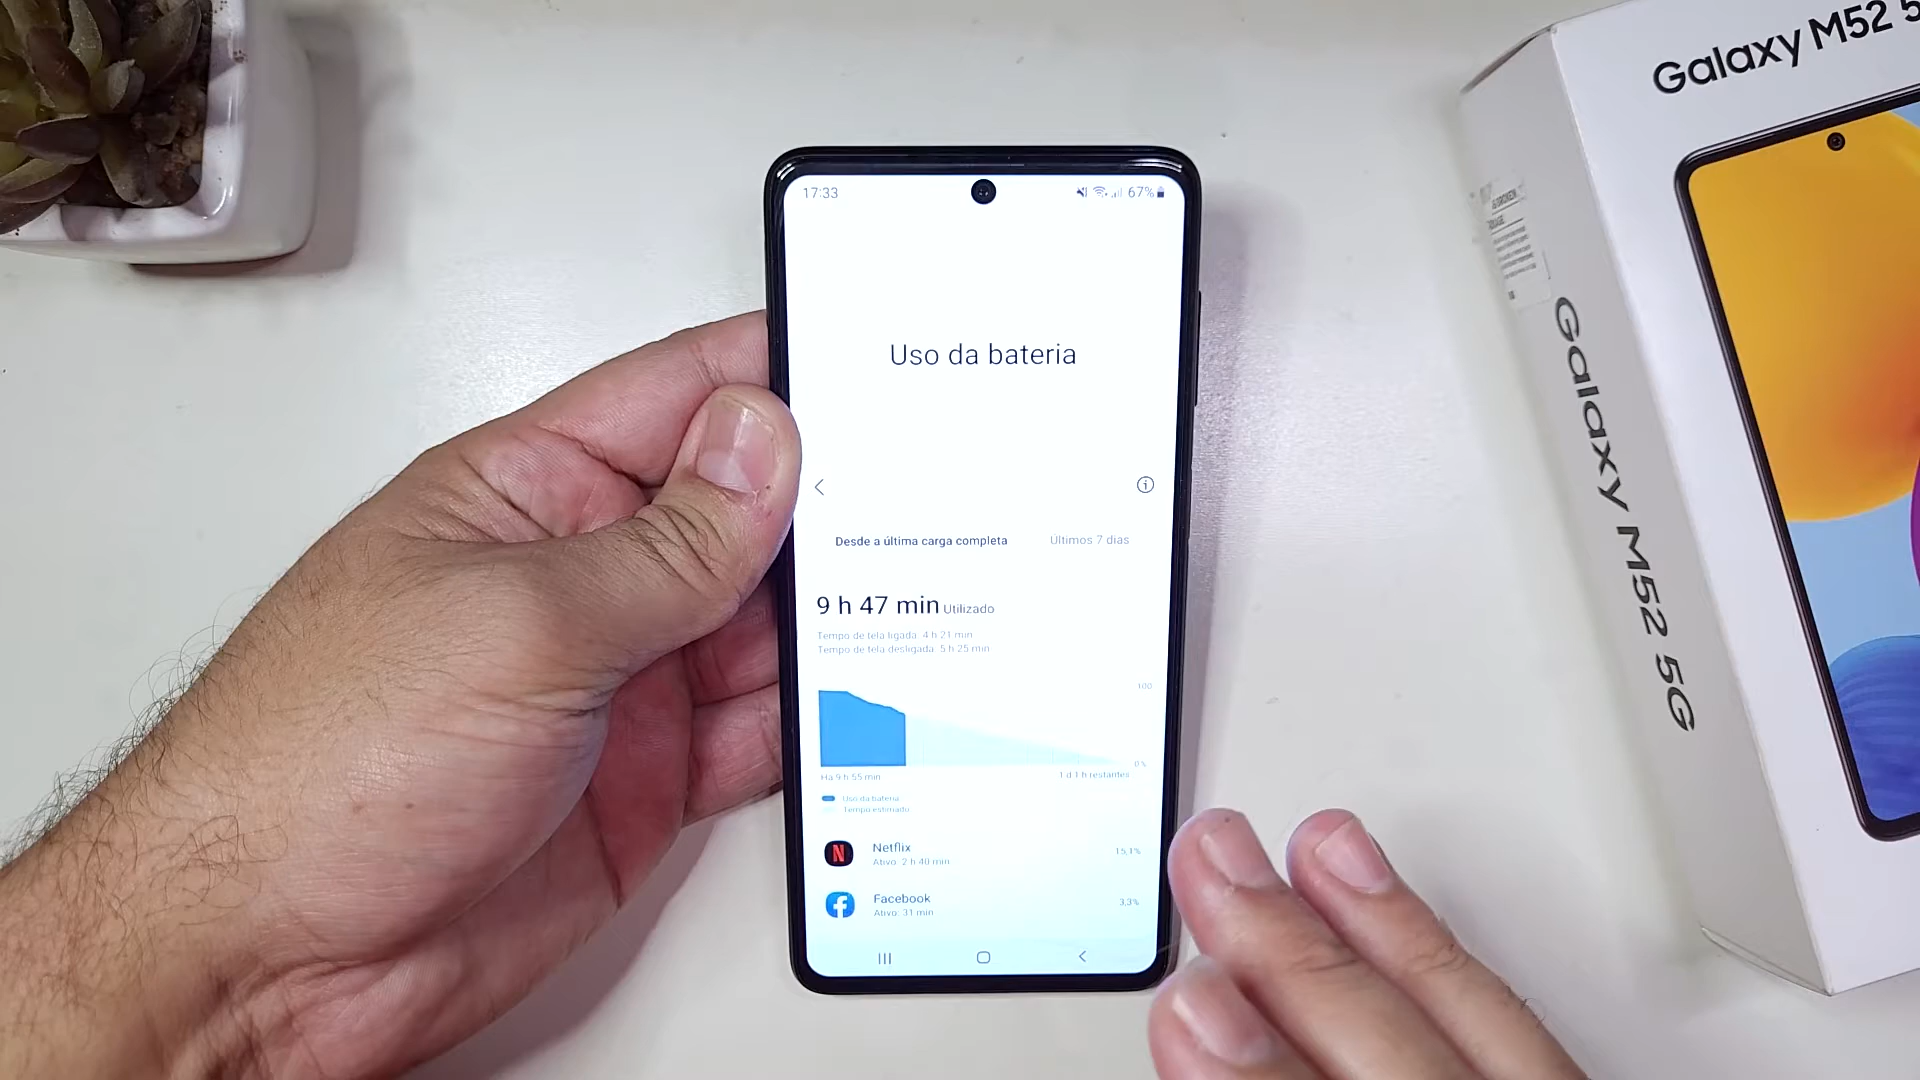 Galaxy M52 5
17:33
67%
Uso da bateria
Desde a última carga completa
Últimos 7 dias
9 h 47 min Utilizado
Tempo de tela ligada: 4 h 21 min
Tempo de tela desligada: 5 h 25 min
100
0%
Há 9 h 55 min
1 d 1 h restantes
Uso da bateria
Tempo estimado
Netflix
15,1%
Ativo: 2 h 40 min
Facebook
3,3%
Ativo: 31 min
Galaxy M52 5G